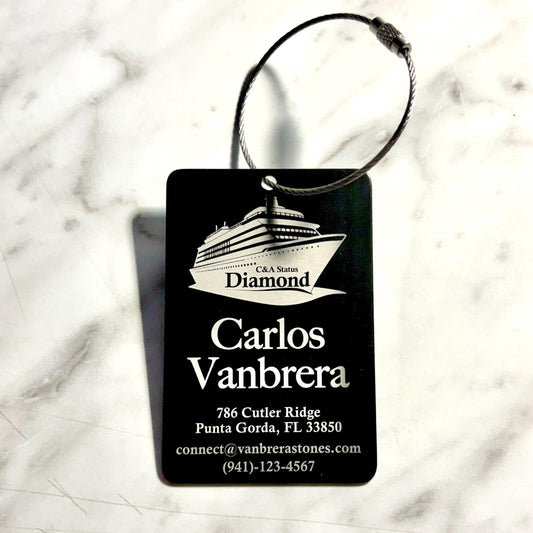 C&A Status
Diamond
Carlos
Vanbrera
786 Cutler Ridge
Punta Gorda, FL 33850
connect@vanbrerastones.com
(941)-123-4567